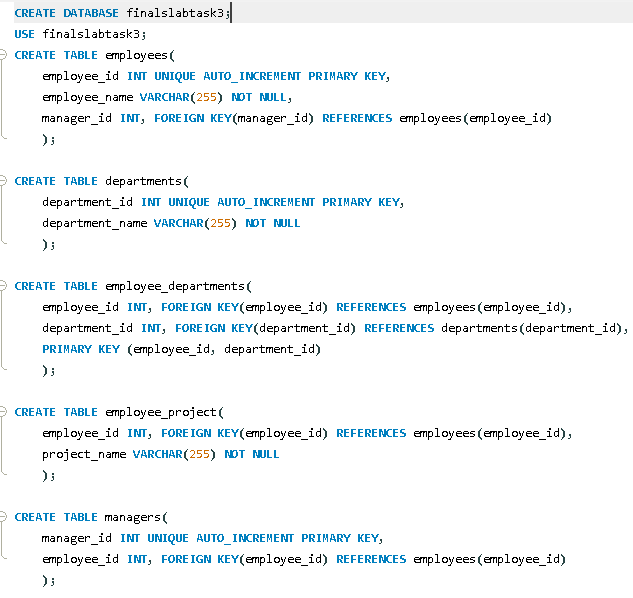 CREATE DATABASE finalslabtask3;
USE finalslabtask3;
CREATE TABLE employees(
employee_id INT UNIQUE AUTO_INCREMENT PRIMARY KEY,
employee_name VARCHAR(255) NOT NULL,
manager_id INT, FOREIGN KEY(manager_id) REFERENCES employees(employee_id)
);
CREATE TABLE departments(
department_id INT UNIQUE AUTO_INCREMENT PRIMARY KEY,
department_name VARCHAR(255) NOT NULL
);
CREATE TABLE employee_departments(
employee_id INT, FOREIGN KEY(employee_id) REFERENCES employees(employee_id),
department_id INT, FOREIGN KEY(department_id) REFERENCES departments(department_id),
PRIMARY KEY (employee_id, department_id)
);
CREATE TABLE employee_project(
employee_id INT, FOREIGN KEY(employee_id) REFERENCES employees(employee_id),
project_name VARCHAR(255) NOT NULL
);
CREATE TABLE managers(
manager_id INT UNIQUE AUTO_INCREMENT PRIMARY KEY,
employee_id INT, FOREIGN KEY(employee_id) REFERENCES employees(employee_id)
);